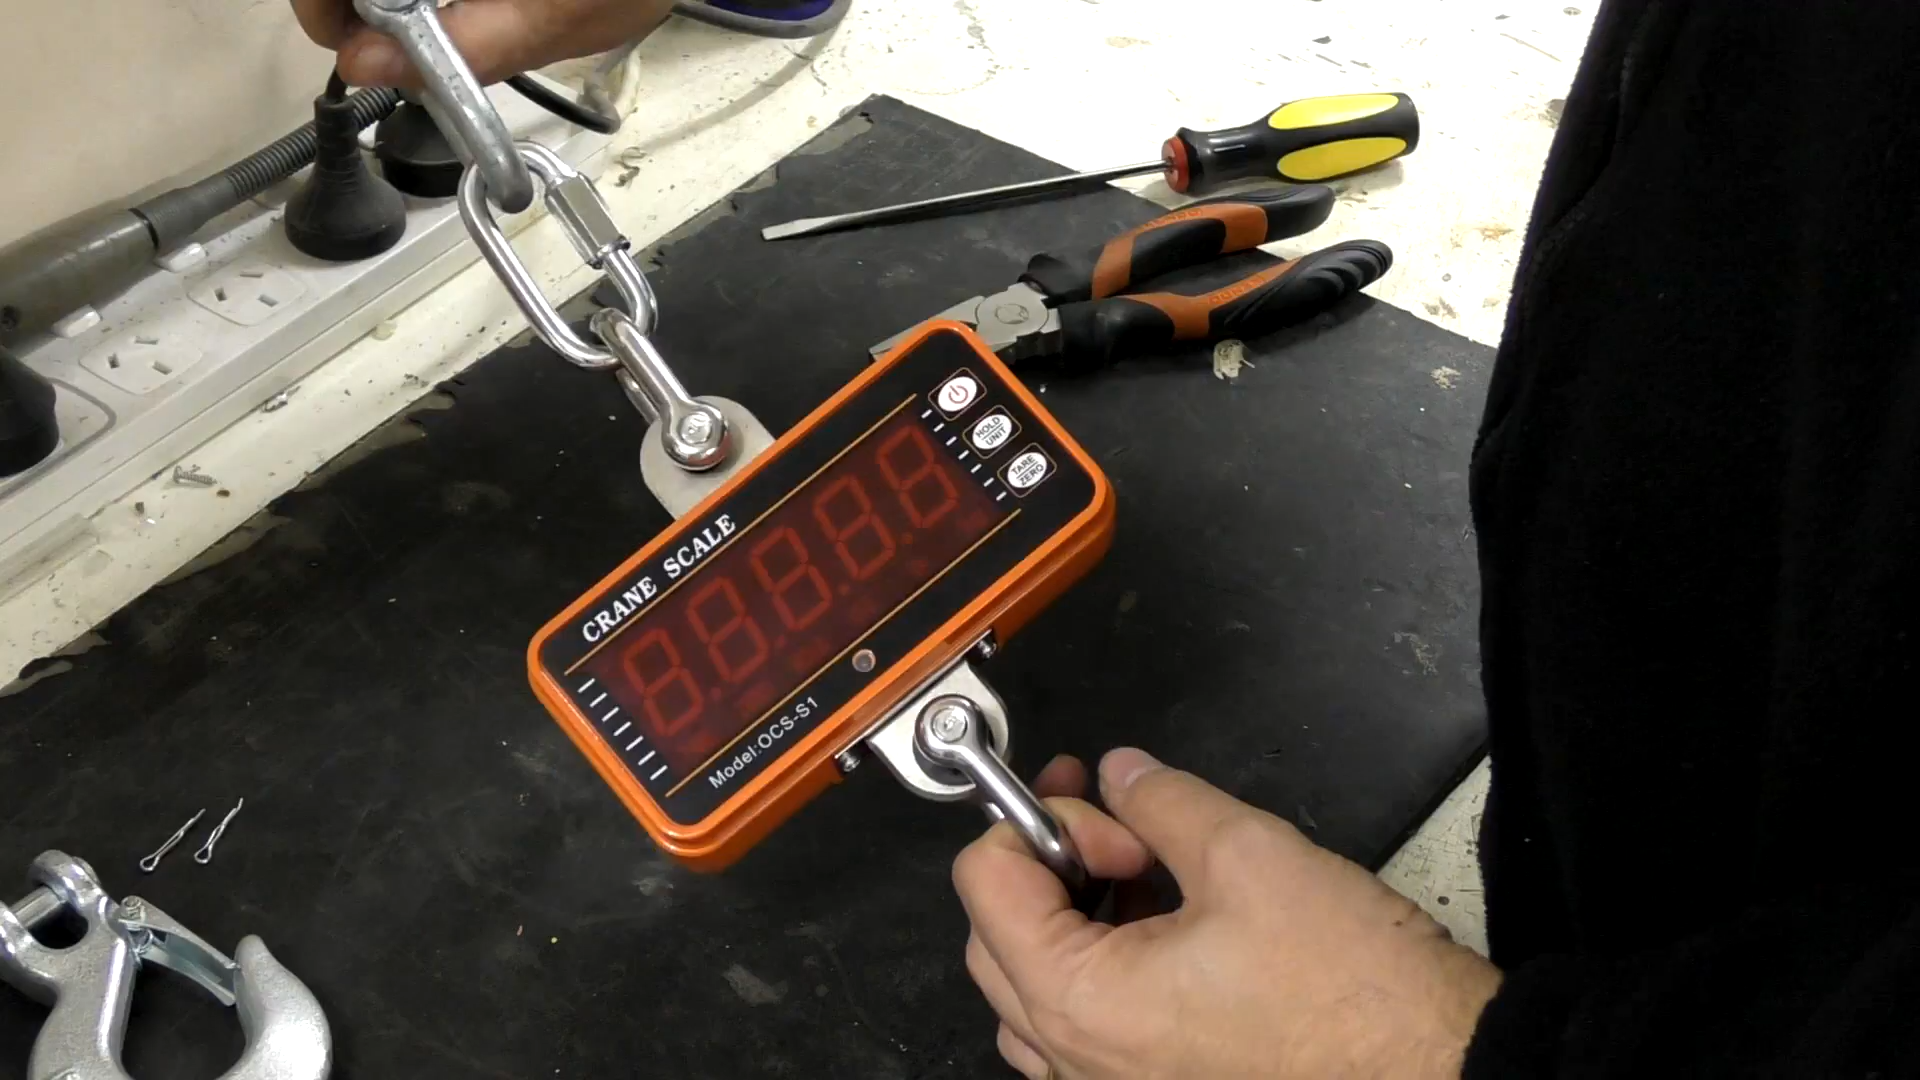 CRANE SCALE
HOLD
UNIT
TARE
ZERO
Model:OCS-S1